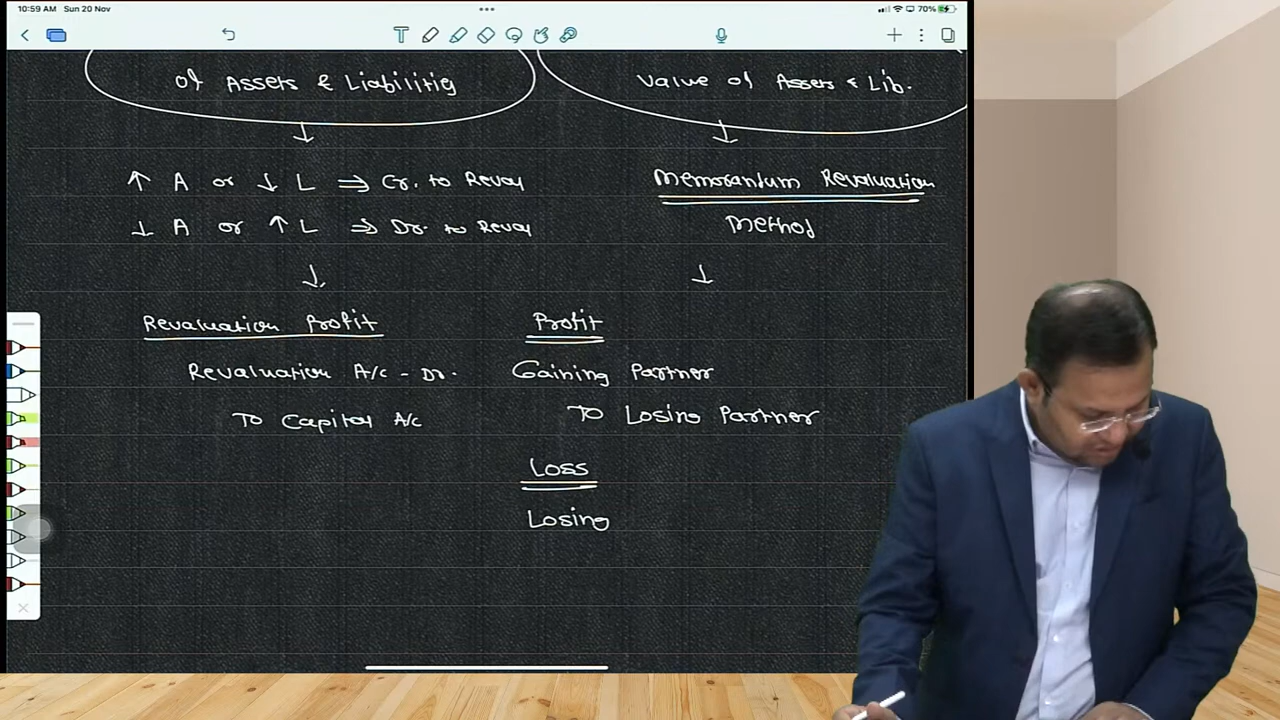 10:59 AM Sun 20 Nov
70%
of Assets & Liabilities
↑ A or ↓ L ⇒ Cr. to Reval
↓ A or ↑ L ⇒ Dr. to Reval
Revaluation Profit
Revaluation A/c - Dr.
To Capital A/c
Value of Assets & Lib.
Memorandum Revaluation
Method
Profit
Gaining Partner
To Losing Partner
Loss
Losing